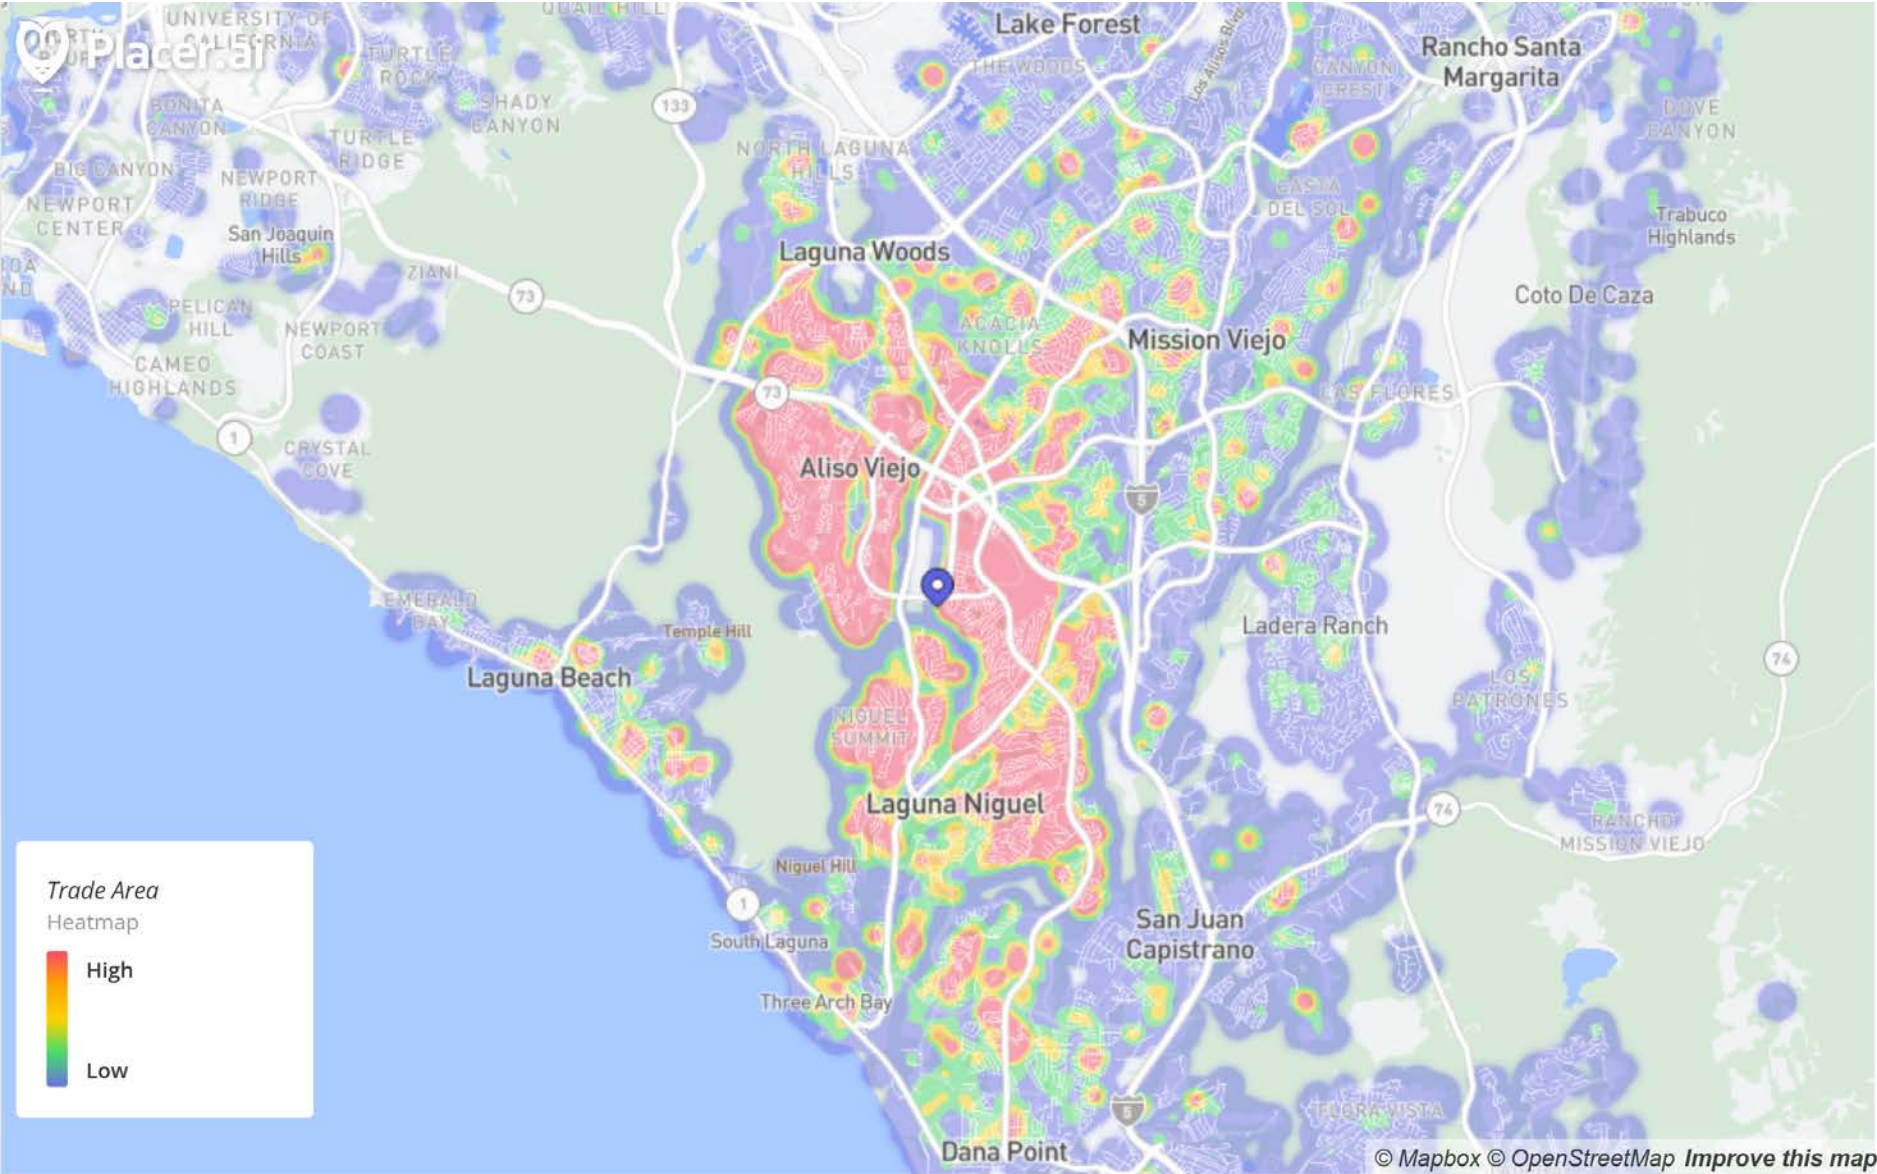 QUAIL HILL
UNIVERSITY OF
CALIFORNIA
Placer.ai
TURTLE
ROCK
SHADY
CANYON
BONITA
CANYON
TURTLE
RIDGE
BIG CANYON
NEWPORT
RIDGE
NEWPORT
CENTER
San Joaquin
Hills
ZIANI
PELICAN
HILL
NEWPORT
COAST
CAMEO
HIGHLANDS
CRYSTAL
COVE
133
73
73
1
Lake Forest
THE WOODS
Los Alisos Blvd
CANYON
CREST
Rancho Santa
Margarita
DOVE
CANYON
NORTH LAGUNA
HILLS
CASTA
DEL SOL
Trabuco
Highlands
Laguna Woods
Coto De Caza
ACACIA
KNOLLS
Mission Viejo
LAS FLORES
Aliso Viejo
5
EMERALD
BAY
Temple Hill
Laguna Beach
Ladera Ranch
74
LOS
PATRONES
NIGUEL
SUMMIT
Laguna Niguel
74
RANCHO
MISSION VIEJO
Niguel Hill
1
South Laguna
San Juan
Capistrano
Three Arch Bay
5
FLORA VISTA
Dana Point
Trade Area
Heatmap
High
Low
© Mapbox © OpenStreetMap Improve this map